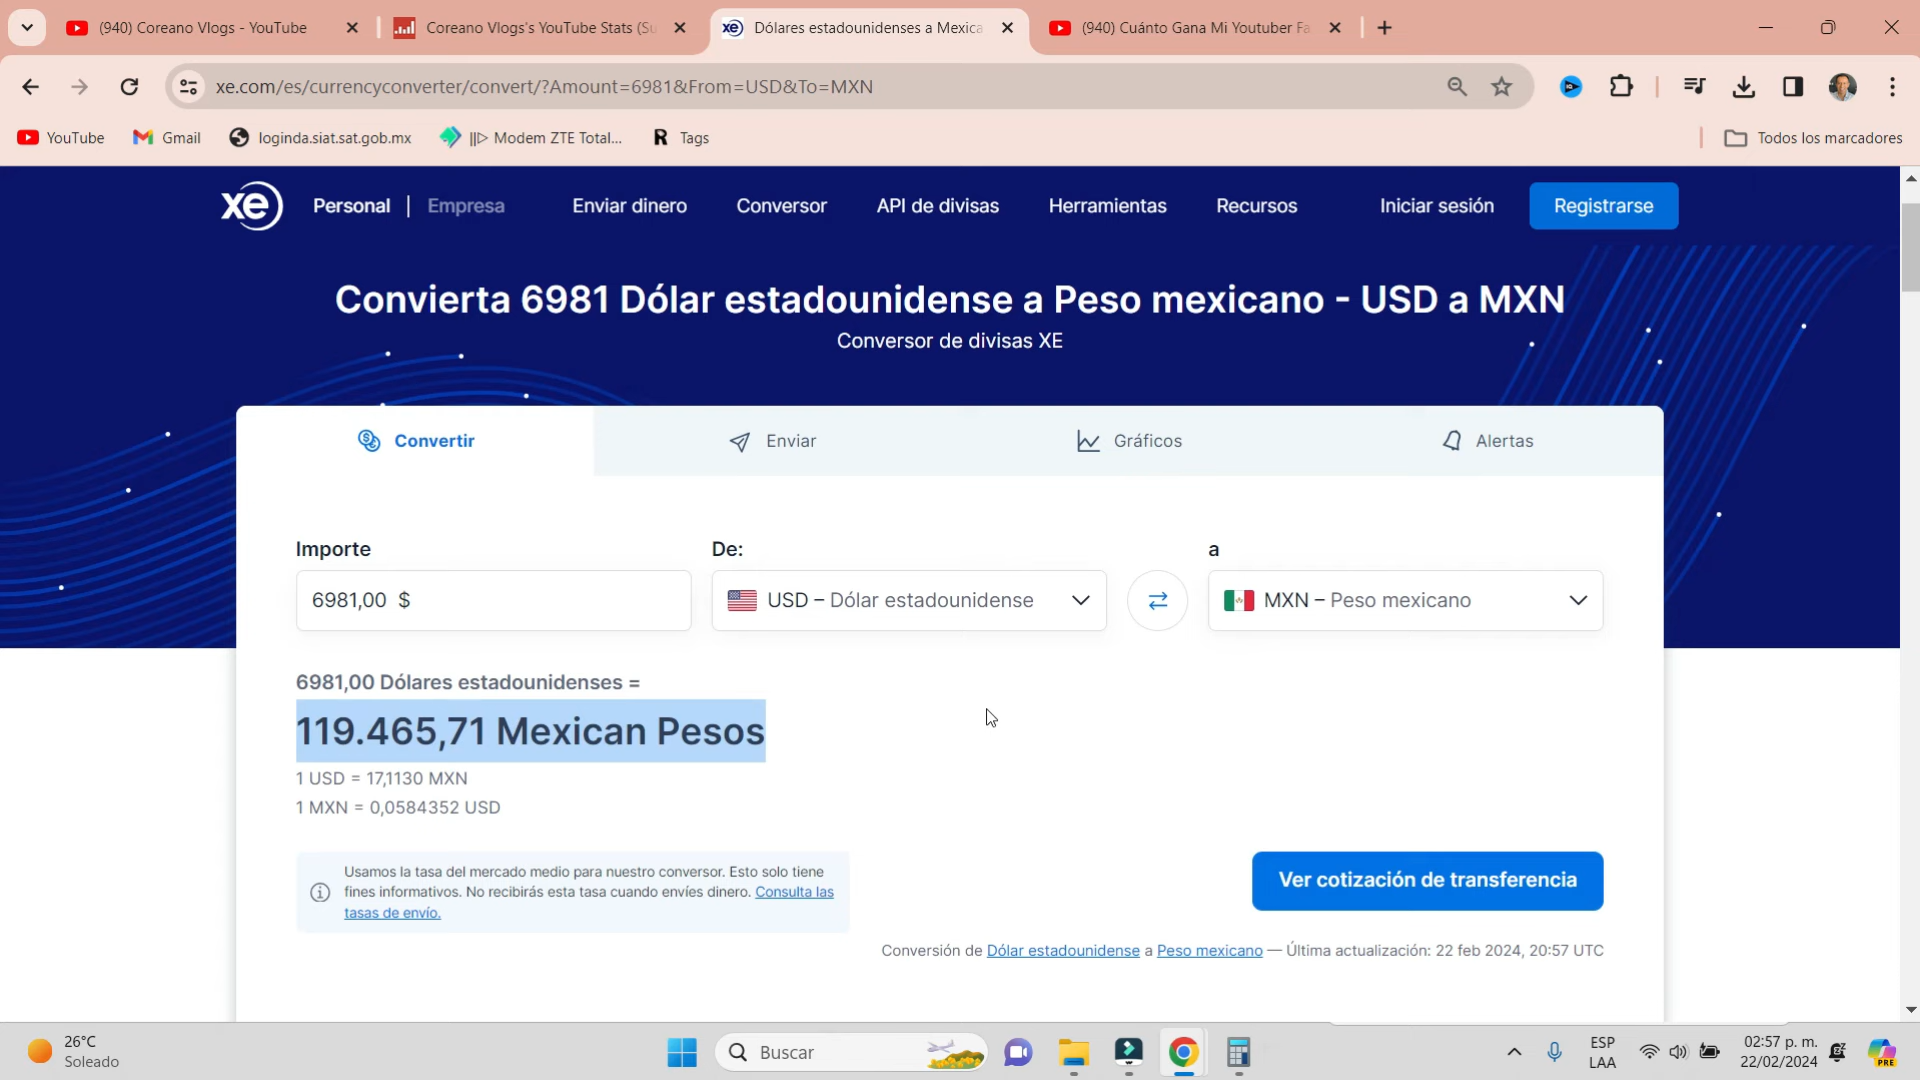 (940) Coreano Vlogs - YouTube
Coreano Vlogs's YouTube Stats (Su
Dólares estadounidenses a Mexica
(940) Cuánto Gana Mi Youtuber Fa
xe.com/es/currencyconverter/convert/?Amount=6981&From=USD&To=MXN
YouTube
Gmail
loginda.siat.sat.gob.mx
||▷ Modem ZTE Total...
R Tags
Todos los marcadores
xe
Personal | Empresa
Enviar dinero
Conversor
API de divisas
Herramientas
Recursos
Iniciar sesión
Registrarse
Convierta 6981 Dólar estadounidense a Peso mexicano - USD a MXN
Conversor de divisas XE
Convertir
Enviar
Gráficos
Alertas
Importe
De:
a
6981,00 $
USD – Dólar estadounidense
MXN – Peso mexicano
6981,00 Dólares estadounidenses =
119.465,71 Mexican Pesos
1 USD = 17,1130 MXN
1 MXN = 0,0584352 USD
Usamos la tasa del mercado medio para nuestro conversor. Esto solo tiene
fines informativos. No recibirás esta tasa cuando envíes dinero. Consulta las
tasas de envío.
Ver cotización de transferencia
Conversión de Dólar estadounidense a Peso mexicano — Última actualización: 22 feb 2024, 20:57 UTC
26°C
Soleado
Buscar
ESP
LAA
02:57 p. m.
22/02/2024
PRE